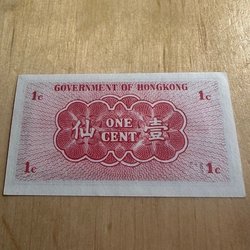 1c GOVERNMENT OF HONGKONG 1c
仙 ONE 壹
CENT
1c 1c